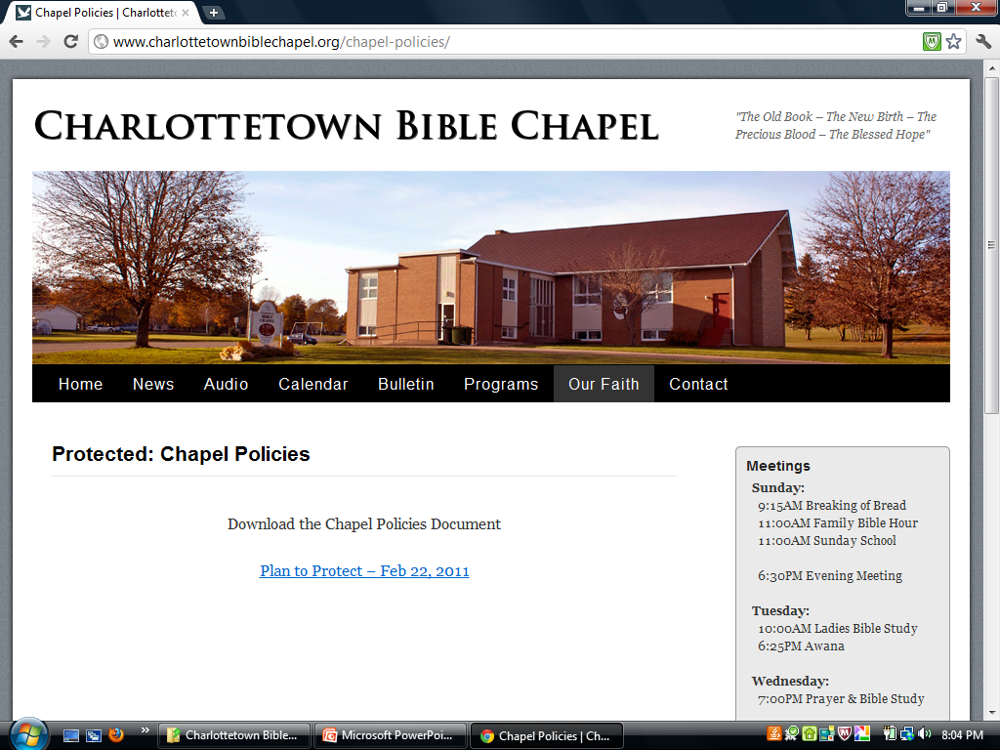 Chapel Policies | Charlottet
www.charlottetownbiblechapel.org/chapel-policies/
CHARLOTTETOWN BIBLE CHAPEL
"The Old Book – The New Birth – The
Precious Blood – The Blessed Hope"
BIBLE
CHAPEL
Home News Audio Calendar Bulletin Programs Our Faith Contact
Protected: Chapel Policies
Download the Chapel Policies Document
Plan to Protect – Feb 22, 2011
Meetings
Sunday:
9:15AM Breaking of Bread
11:00AM Family Bible Hour
11:00AM Sunday School
6:30PM Evening Meeting
Tuesday:
10:00AM Ladies Bible Study
6:25PM Awana
Wednesday:
7:00PM Prayer & Bible Study
Charlottetown Bible... Microsoft PowerPoi... Chapel Policies | Ch... 8:04 PM